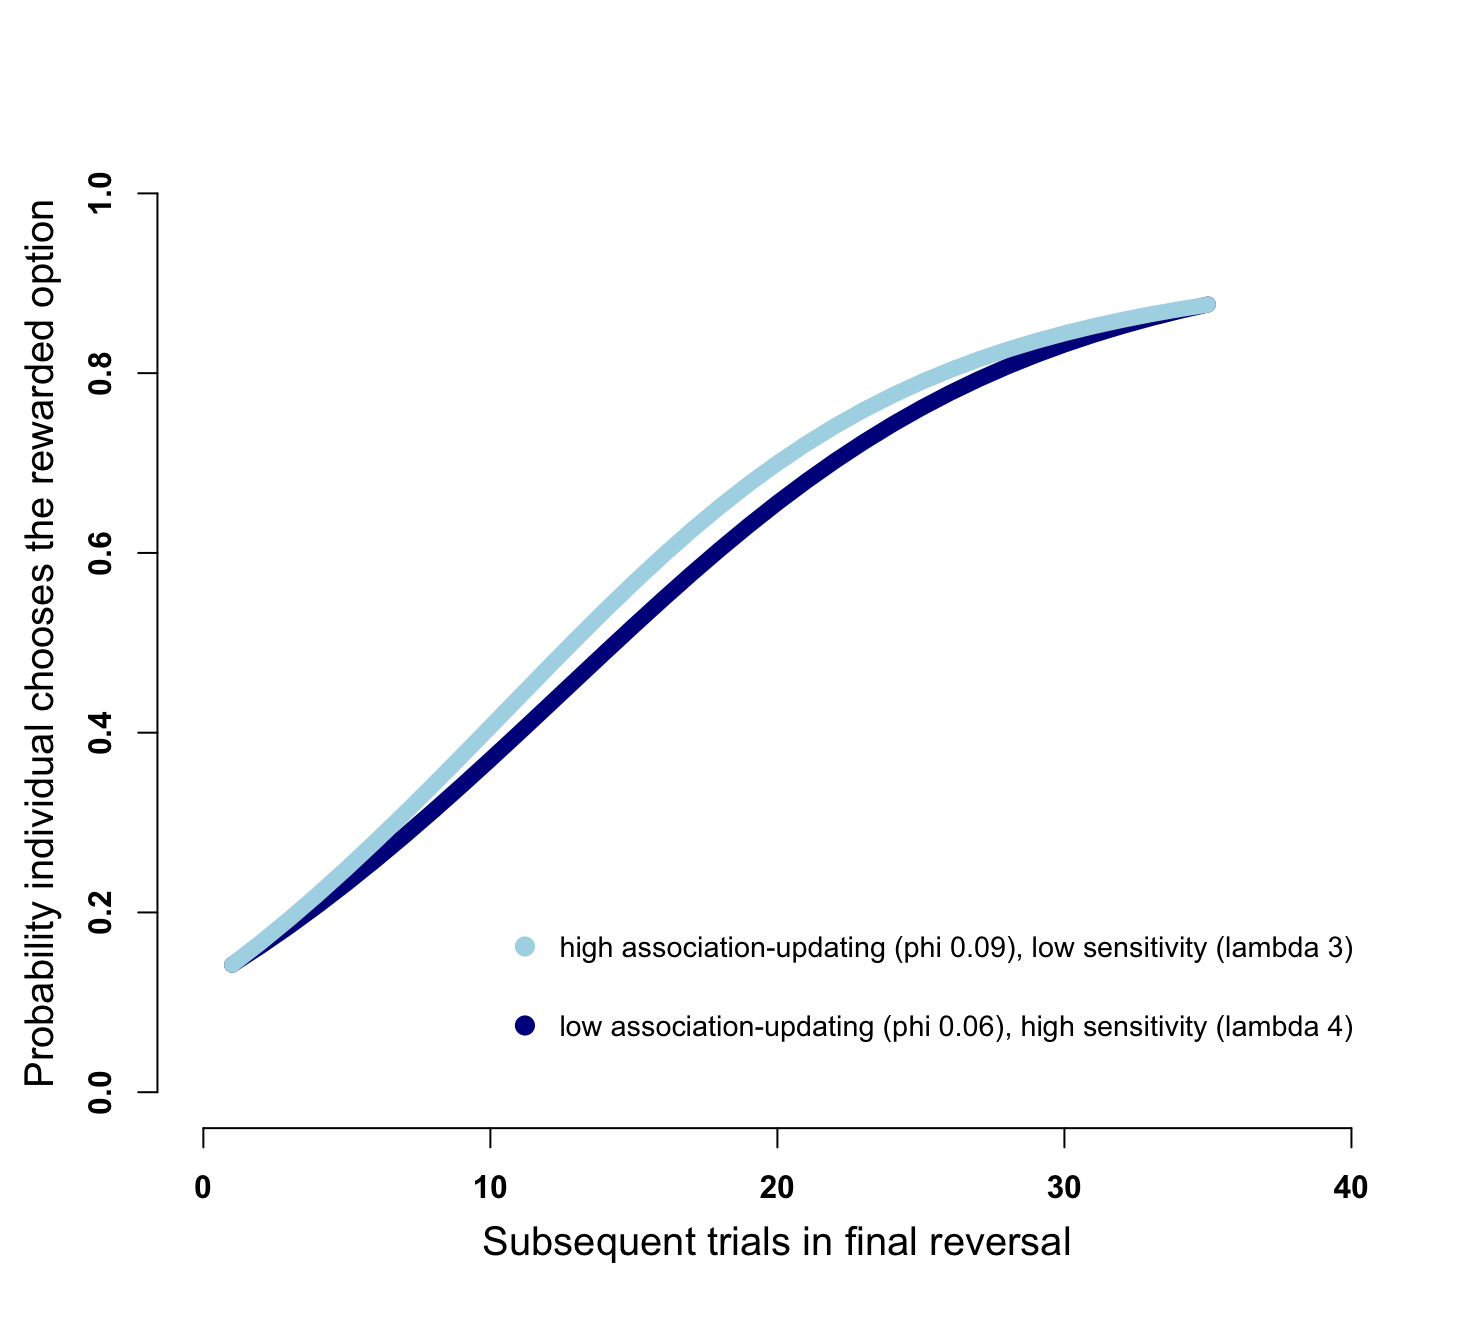 Probability individual chooses the rewarded option
1.0
0.8
0.6
0.4
0.2
0.0
high association-updating (phi 0.09), low sensitivity (lambda 3)
low association-updating (phi 0.06), high sensitivity (lambda 4)
0 10 20 30 40
Subsequent trials in final reversal